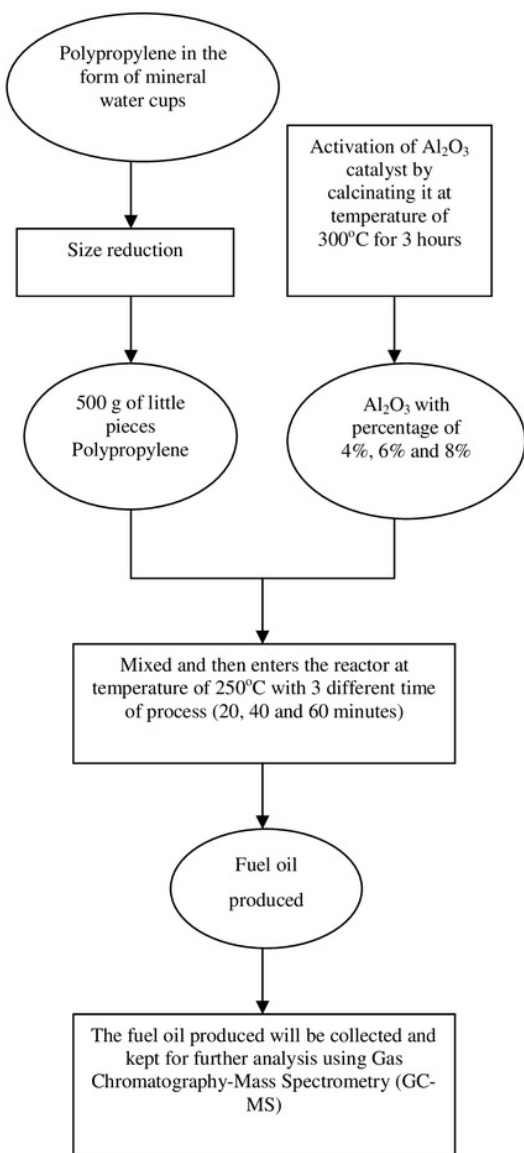 Polypropylene in the
form of mineral
water cups
Activation of Al₂O₃
catalyst by
calcinating it at
temperature of
300°C for 3 hours
Size reduction
500 g of little
pieces
Polypropylene
Al₂O₃ with
percentage of
4%, 6% and 8%
Mixed and then enters the reactor at
temperature of 250°C with 3 different time
of process (20, 40 and 60 minutes)
Fuel oil
produced
The fuel oil produced will be collected and
kept for further analysis using Gas
Chromatography-Mass Spectrometry (GC-
MS)